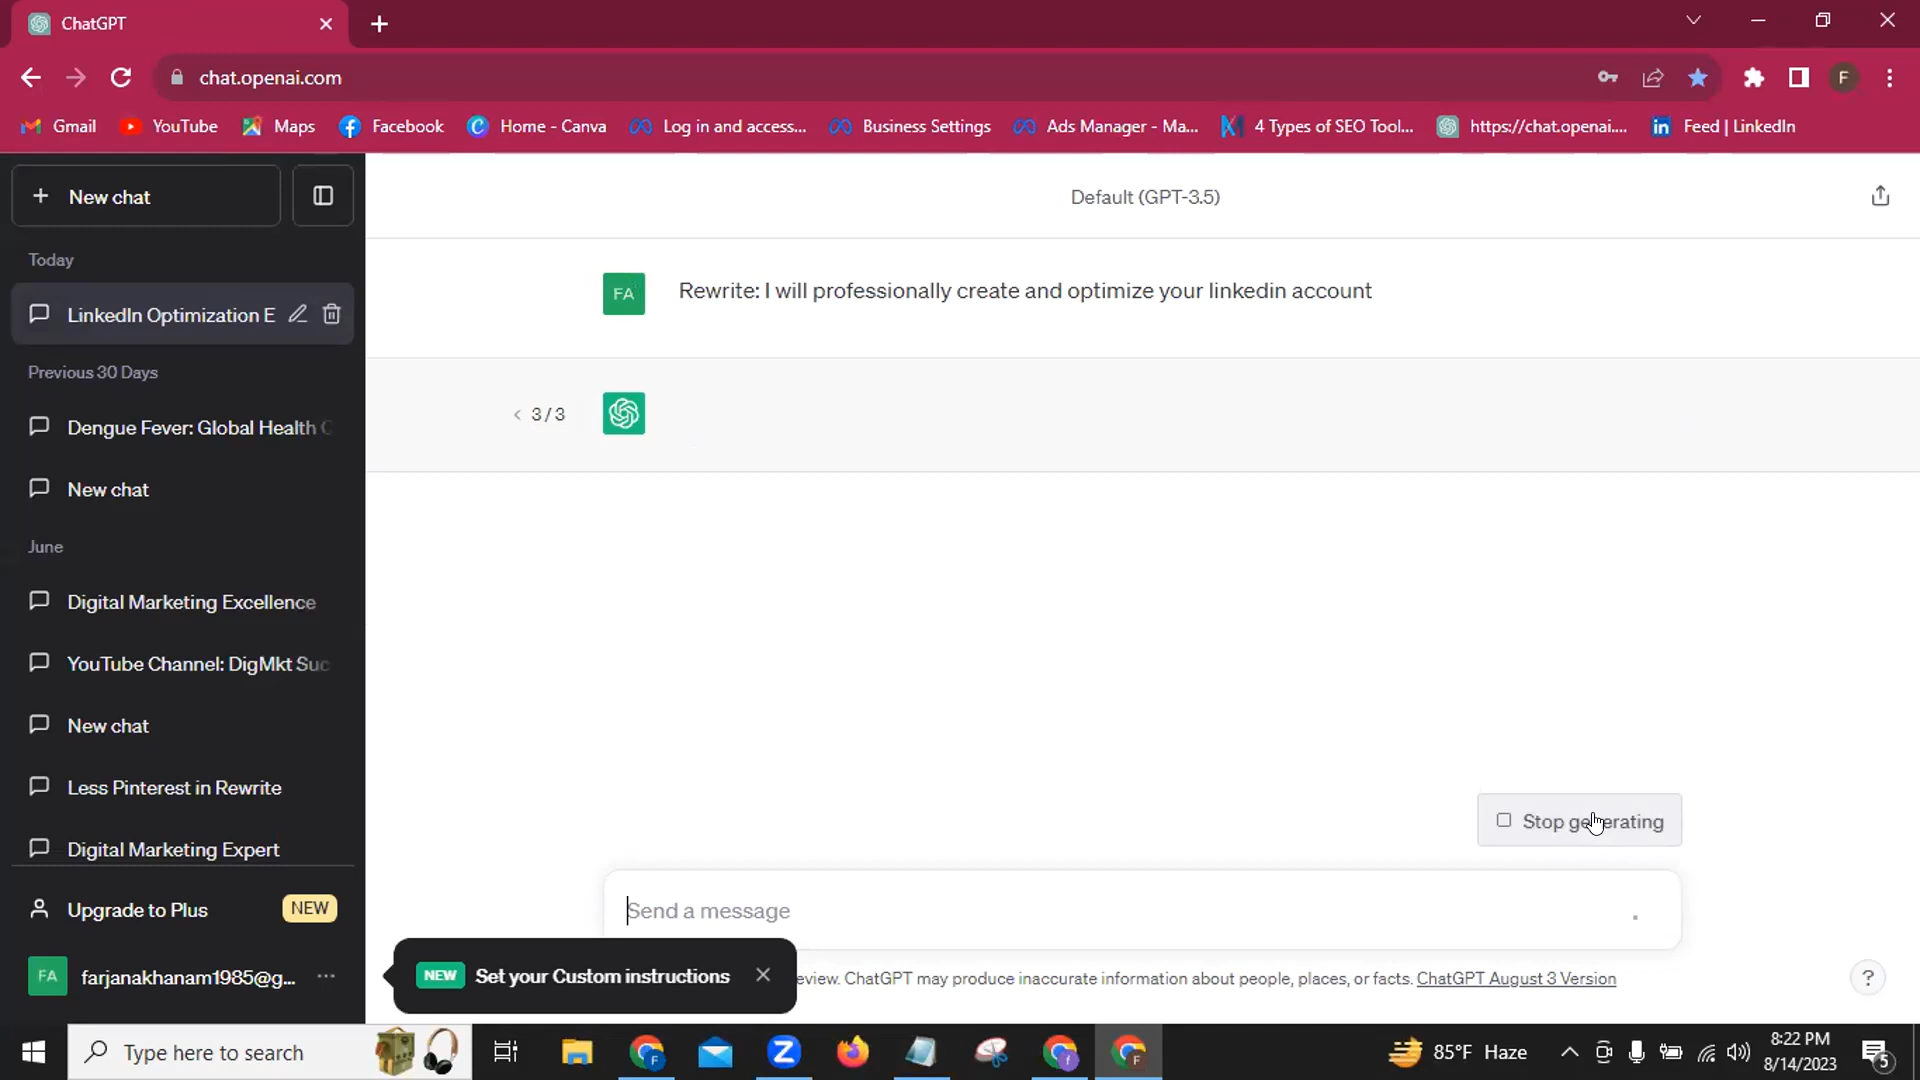 ChatGPT
chat.openai.com
F
Gmail
YouTube
Maps
Facebook
Home - Canva
Log in and access...
Business Settings
Ads Manager - Ma...
4 Types of SEO Tool...
https://chat.openai....
Feed | LinkedIn
New chat
Default (GPT-3.5)
Today
LinkedIn Optimization E
FA
Rewrite: I will professionally create and optimize your linkedin account
Previous 30 Days
3 / 3
Dengue Fever: Global Health C
New chat
June
Digital Marketing Excellence
YouTube Channel: DigMkt Suc
New chat
Less Pinterest in Rewrite
Stop generating
Digital Marketing Expert
Upgrade to Plus
NEW
Send a message
FA
farjanakhanam1985@g...
NEW
Set your Custom instructions
eview. ChatGPT may produce inaccurate information about people, places, or facts. ChatGPT August 3 Version
?
Type here to search
85°F Haze
8:22 PM
8/14/2023
5